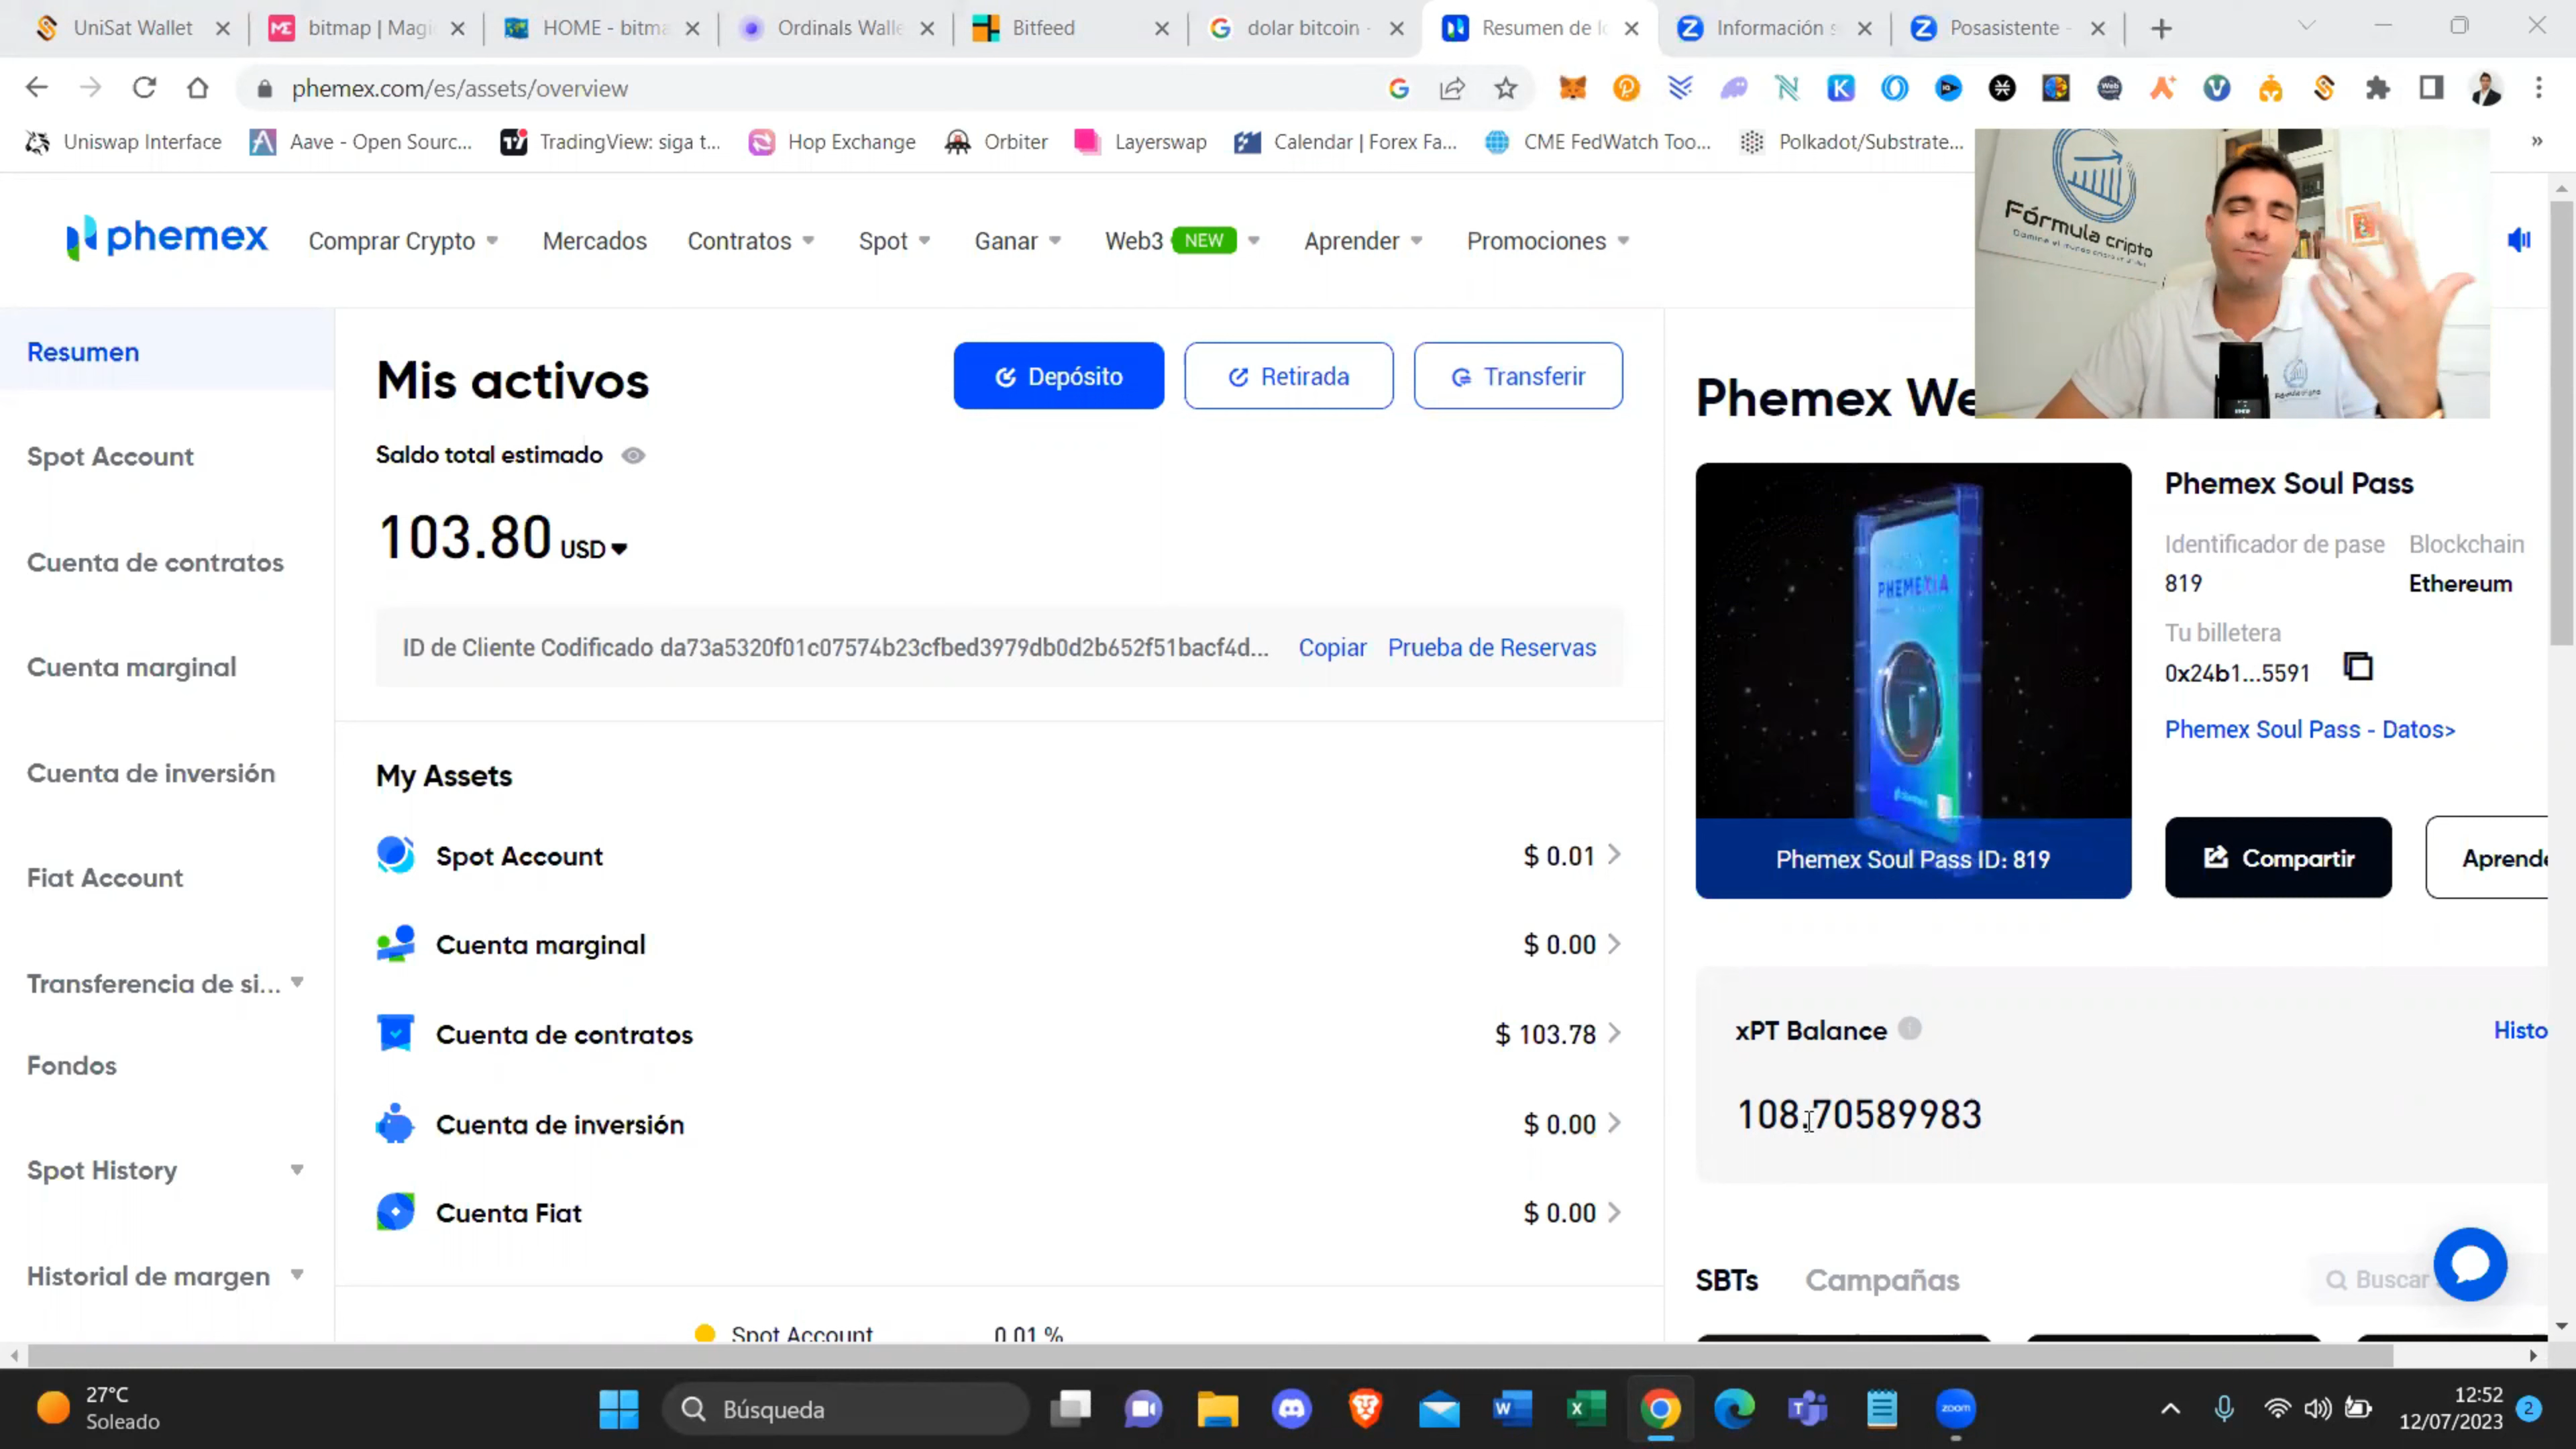 UniSat Wallet
bitmap | Magi
HOME - bitma
Ordinals Walle
Bitfeed
dolar bitcoin -
Resumen de lo
Información s
Posasistente -
phemex.com/es/assets/overview
Uniswap Interface
Aave - Open Sourc...
TradingView: siga t...
Hop Exchange
Orbiter
Layerswap
Calendar | Forex Fa...
CME FedWatch Too...
Polkadot/Substrate...
»
phemex
Comprar Crypto
Mercados
Contratos
Spot
Ganar
Web3 NEW
Aprender
Promociones
Fórmula cripto
Resumen
Spot Account
Cuenta de contratos
Cuenta marginal
Cuenta de inversión
Fiat Account
Transferencia de si...
Fondos
Spot History
Historial de margen
Mis activos
Depósito
Retirada
Transferir
Saldo total estimado
103.80 USD
ID de Cliente Codificado da73a5320f01c07574b23cfbed3979db0d2b652f51bacf4d...
Copiar
Prueba de Reservas
My Assets
Spot Account $ 0.01
Cuenta marginal $ 0.00
Cuenta de contratos $ 103.78
Cuenta de inversión $ 0.00
Cuenta Fiat $ 0.00
Spot Account 0.01 %
Phemex We
PHEMEXIA
Phemex Soul Pass ID: 819
Phemex Soul Pass
Identificador de pase Blockchain
819 Ethereum
Tu billetera
0x24b1...5591
Phemex Soul Pass - Datos>
Compartir
Aprende
xPT Balance
Histo
108.70589983
SBTs
Campañas
Buscar
27°C
Soleado
Búsqueda
zoom
12:52
12/07/2023
2